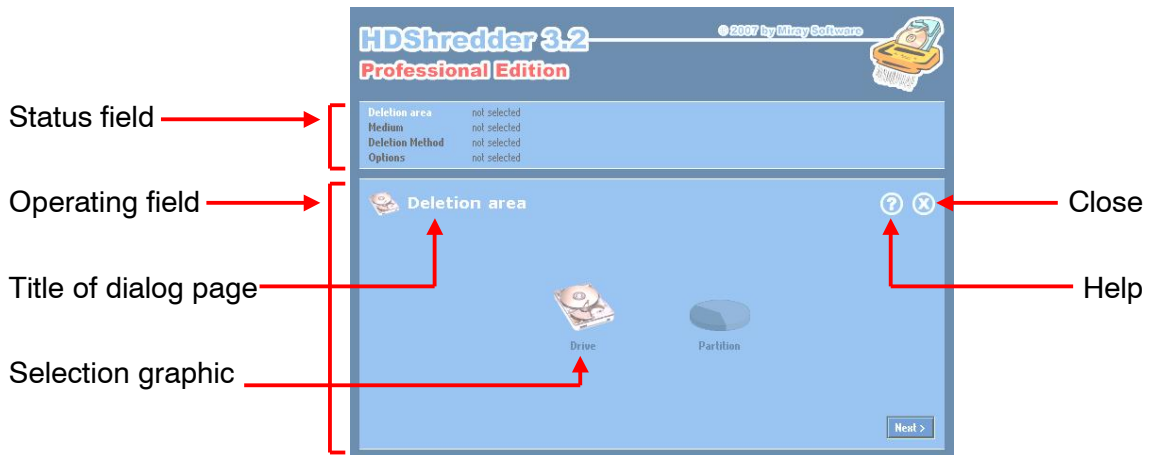 HDShredder 3.2
© 2007 by Miray Software
Professional Edition
Status field
Deletion area not selected
Medium not selected
Deletion Method not selected
Options not selected
Operating field
Deletion area
?
X
Close
Title of dialog page
Help
Drive
Partition
Selection graphic
Next >